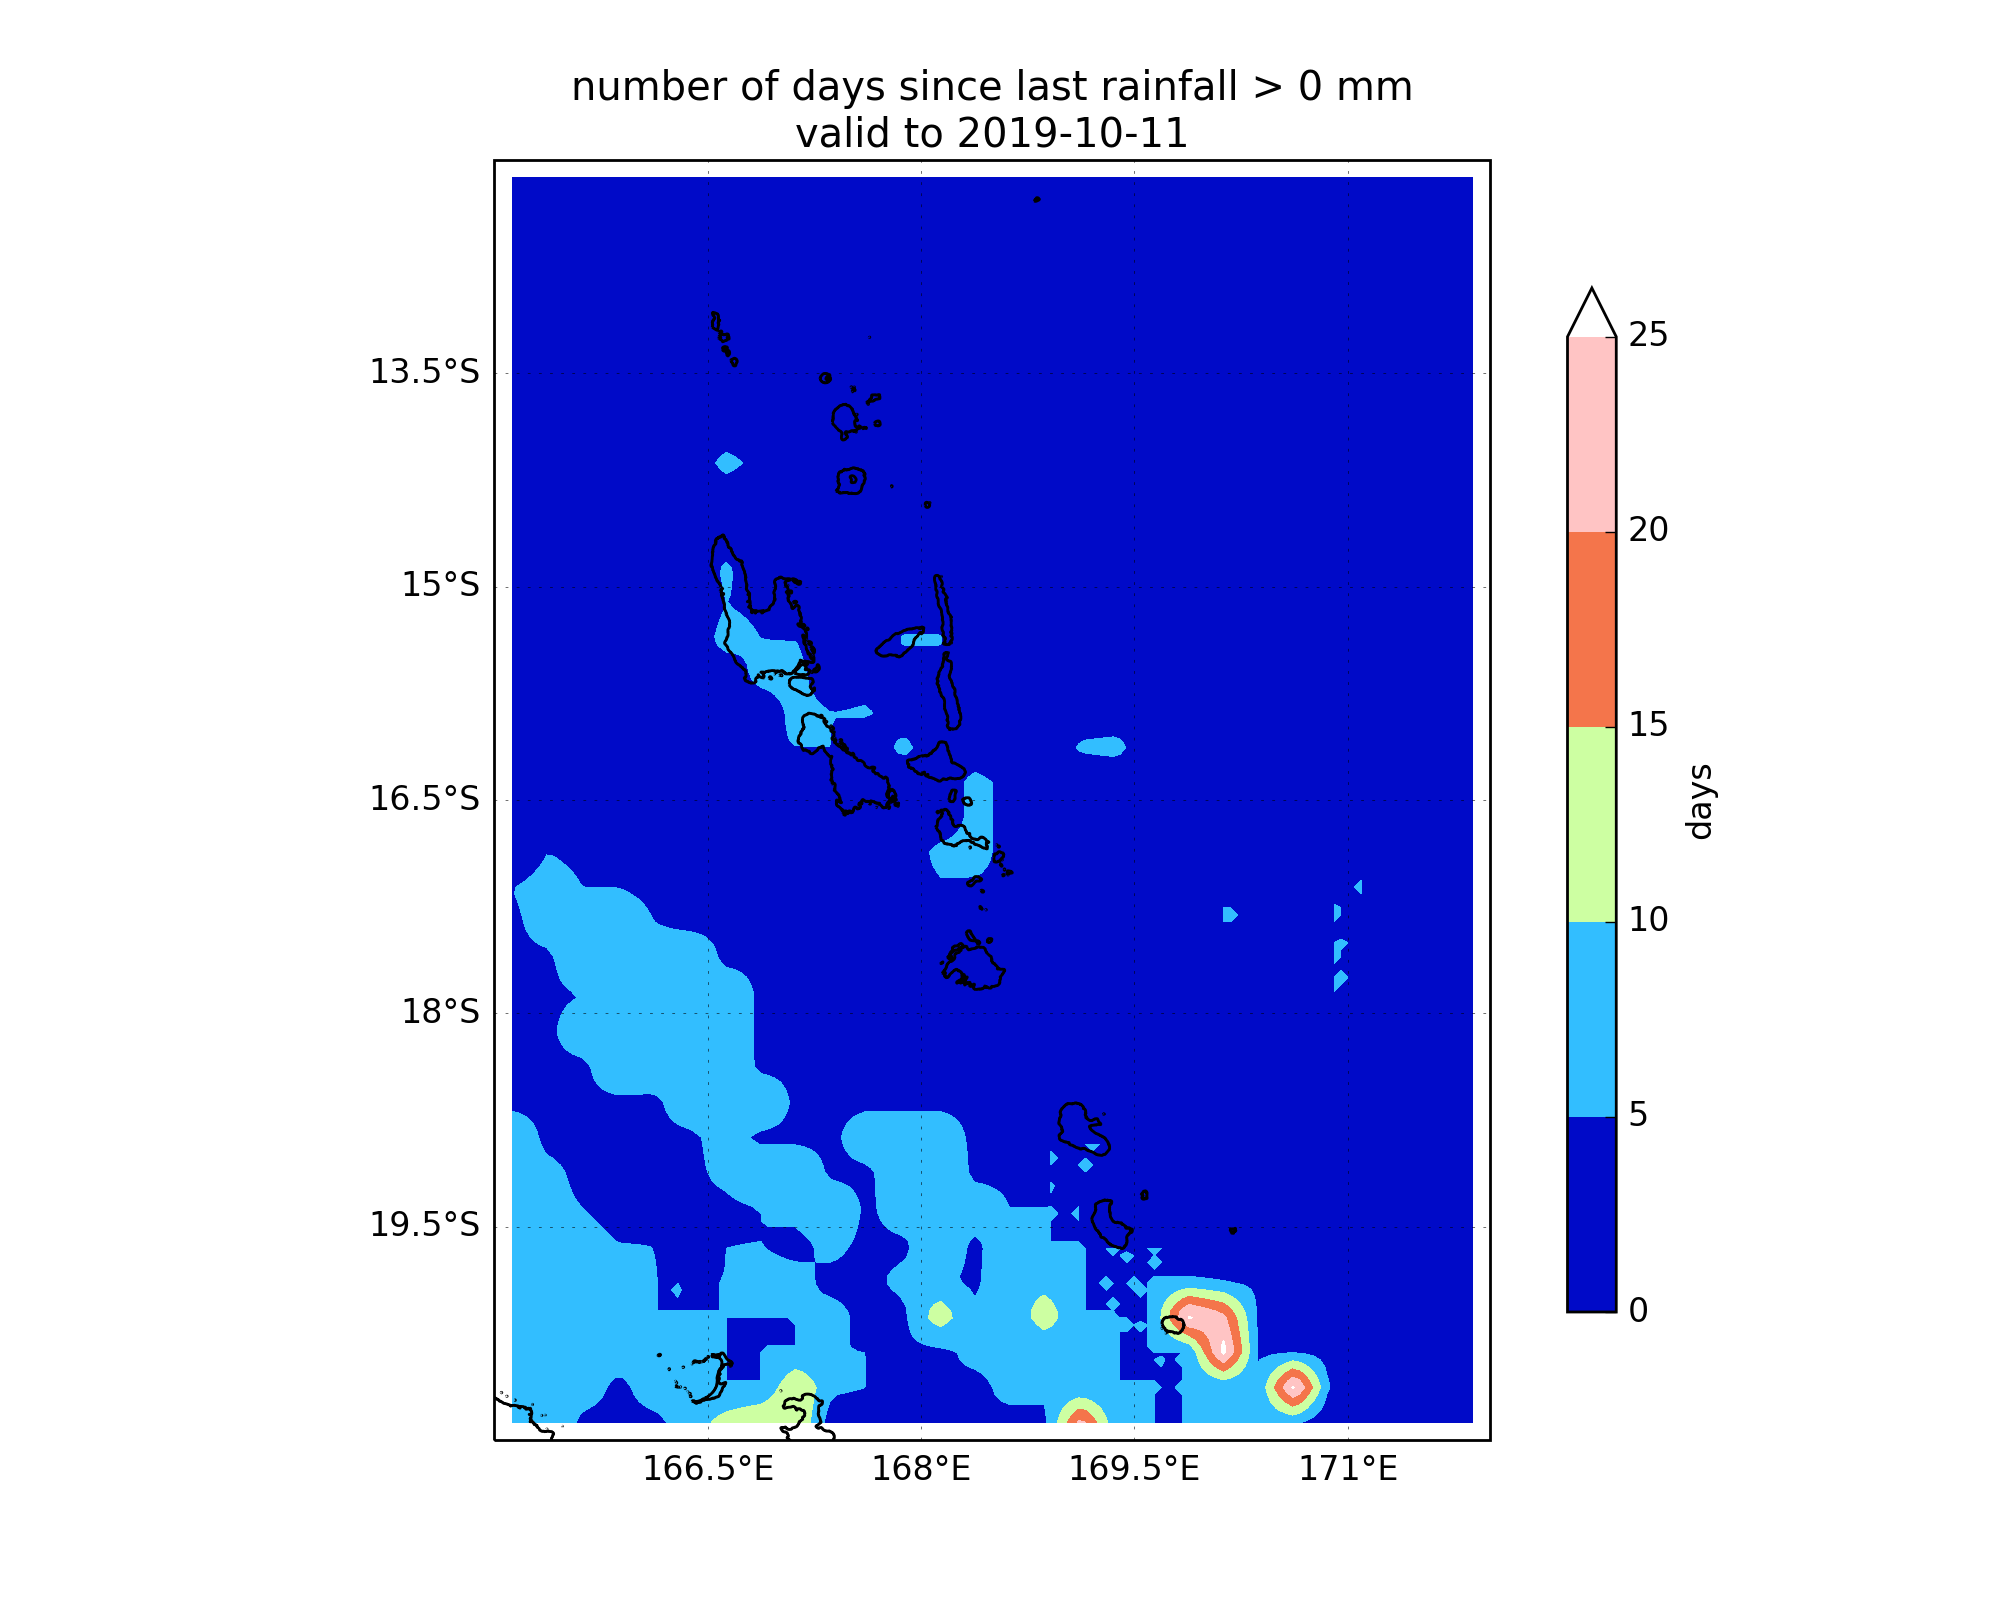 number of days since last rainfall > 0 mm
valid to 2019-10-11
13.5°S
15°S
16.5°S
18°S
19.5°S
166.5°E
168°E
169.5°E
171°E
25
20
15
10
5
0
days